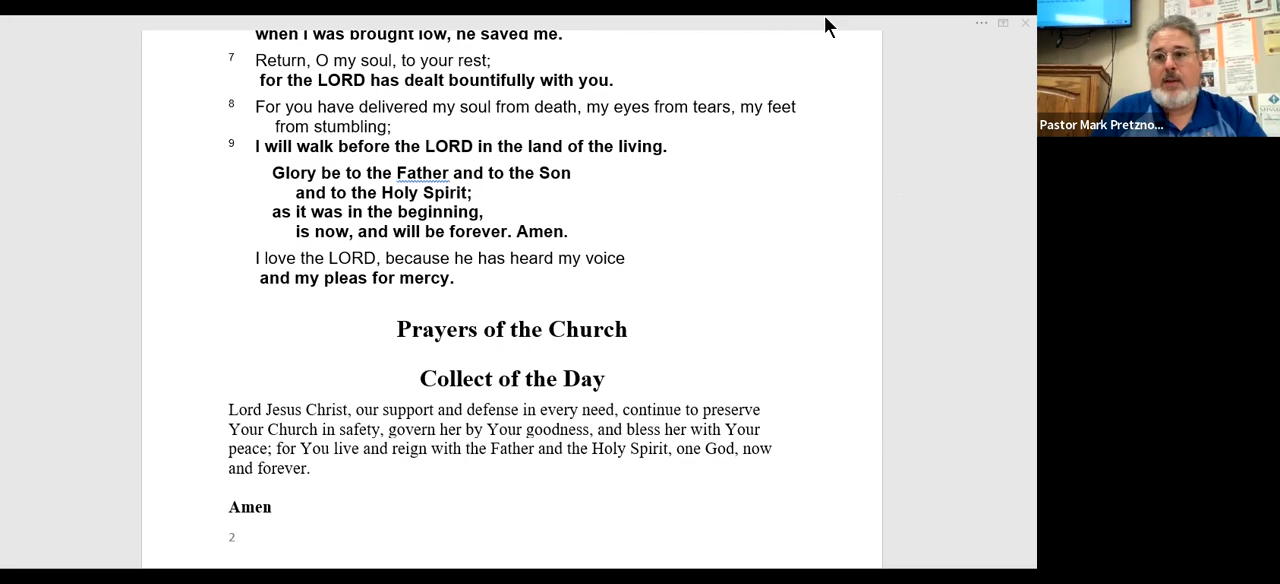 when I was brought low, he saved me.
7 Return, O my soul, to your rest;
for the LORD has dealt bountifully with you.
8 For you have delivered my soul from death, my eyes from tears, my feet
from stumbling;
9 I will walk before the LORD in the land of the living.
Glory be to the Father and to the Son
and to the Holy Spirit;
as it was in the beginning,
is now, and will be forever. Amen.
I love the LORD, because he has heard my voice
and my pleas for mercy.
Prayers of the Church
Collect of the Day
Lord Jesus Christ, our support and defense in every need, continue to preserve
Your Church in safety, govern her by Your goodness, and bless her with Your
peace; for You live and reign with the Father and the Holy Spirit, one God, now
and forever.
Amen
2
Pastor Mark Pretzno...